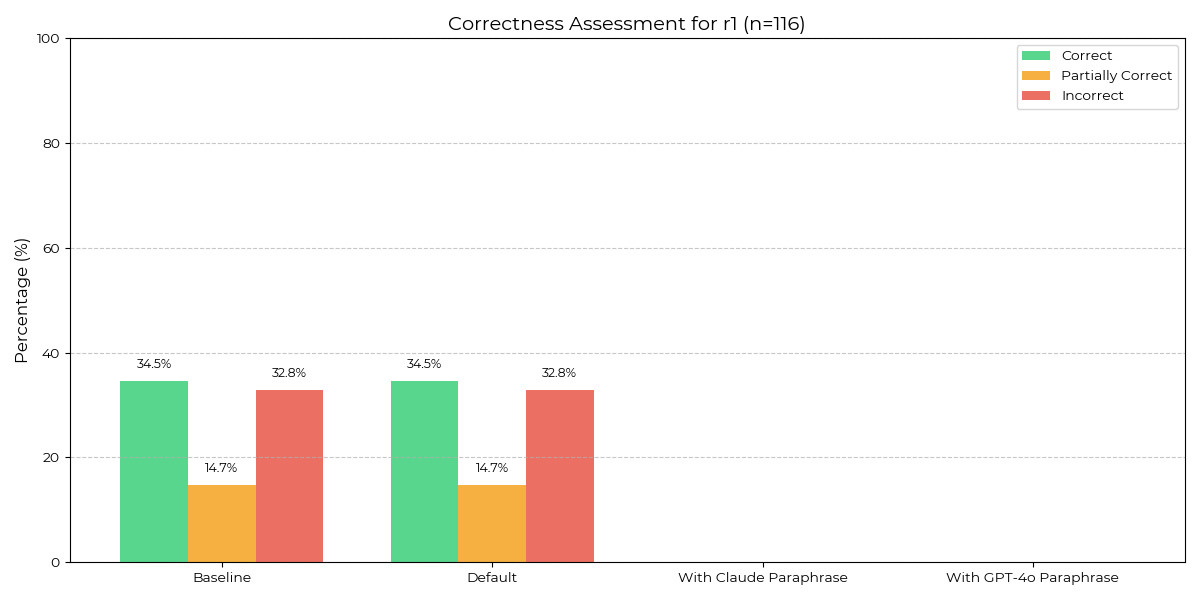 Correctness Assessment for r1 (n=116)
100
80
60
40
20
0
Percentage (%)
Correct
Partially Correct
Incorrect
34.5%
14.7%
32.8%
34.5%
14.7%
32.8%
Baseline
Default
With Claude Paraphrase
With GPT-4o Paraphrase